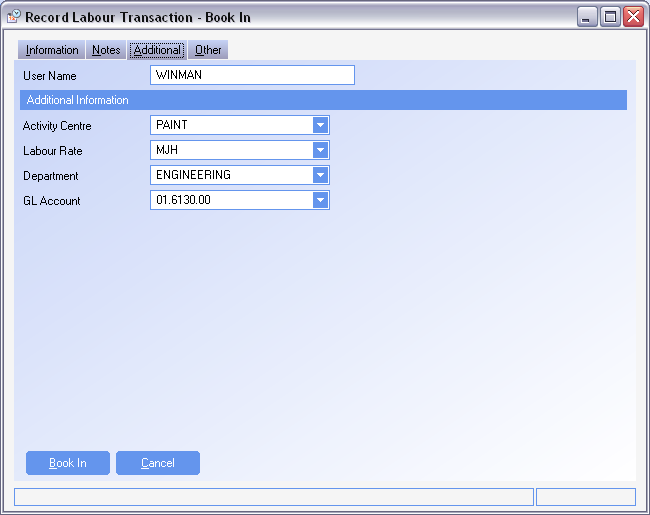 Record Labour Transaction - Book In
Information Notes Additional Other
User Name WINMAN
Additional Information
Activity Centre PAINT
Labour Rate MJH
Department ENGINEERING
GL Account 01.6130.00
Book In Cancel